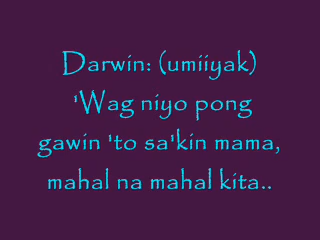 Darwin: (umiiyak)
'Wag niyo pong
gawin 'to sa'kin mama,
mahal na mahal kita..